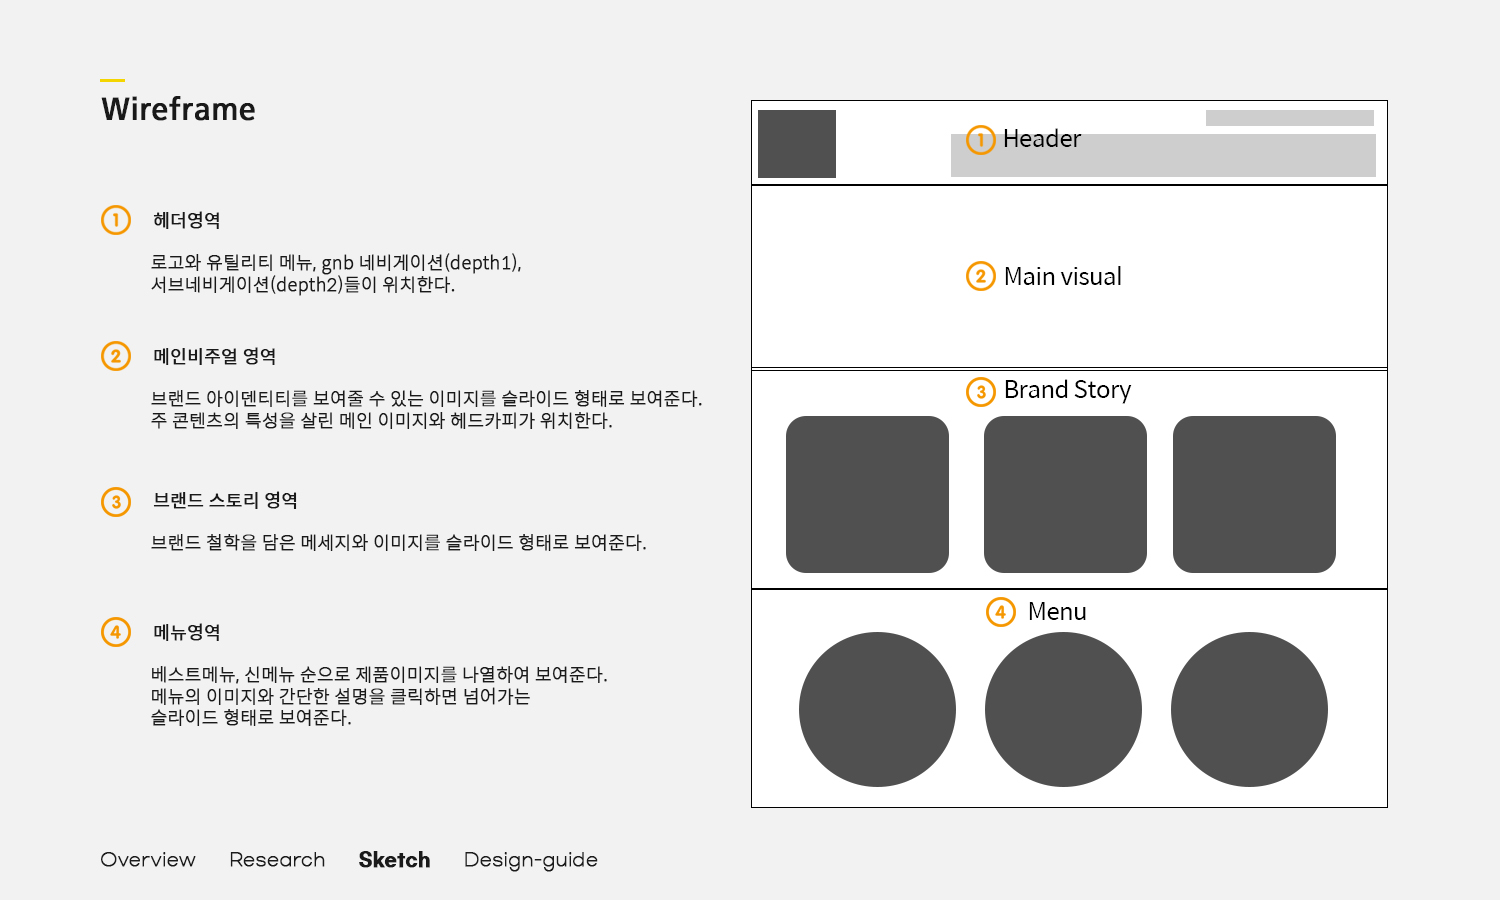 Wireframe
1 헤더영역
로고와 유틸리티 메뉴, gnb 네비게이션(depth1),
서브네비게이션(depth2)들이 위치한다.
2 메인비주얼 영역
브랜드 아이덴티티를 보여줄 수 있는 이미지를 슬라이드 형태로 보여준다.
주 콘텐츠의 특성을 살린 메인 이미지와 헤드카피가 위치한다.
3 브랜드 스토리 영역
브랜드 철학을 담은 메세지와 이미지를 슬라이드 형태로 보여준다.
4 메뉴영역
베스트메뉴, 신메뉴 순으로 제품이미지를 나열하여 보여준다.
메뉴의 이미지와 간단한 설명을 클릭하면 넘어가는
슬라이드 형태로 보여준다.
1 Header
2 Main visual
3 Brand Story
4 Menu
Overview Research Sketch Design-guide